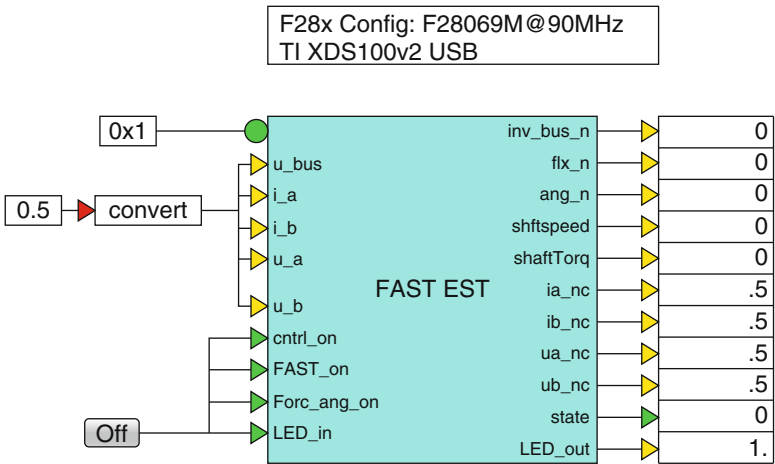 F28x Config: F28069M@90MHz
TI XDS100v2 USB
0x1
0.5
convert
Off
u_bus
i_a
i_b
u_a
u_b
cntrl_on
FAST_on
Forc_ang_on
LED_in
FAST EST
inv_bus_n 0
flx_n 0
ang_n 0
shftspeed 0
shaftTorq 0
ia_nc .5
ib_nc .5
ua_nc .5
ub_nc .5
state 0
LED_out 1.